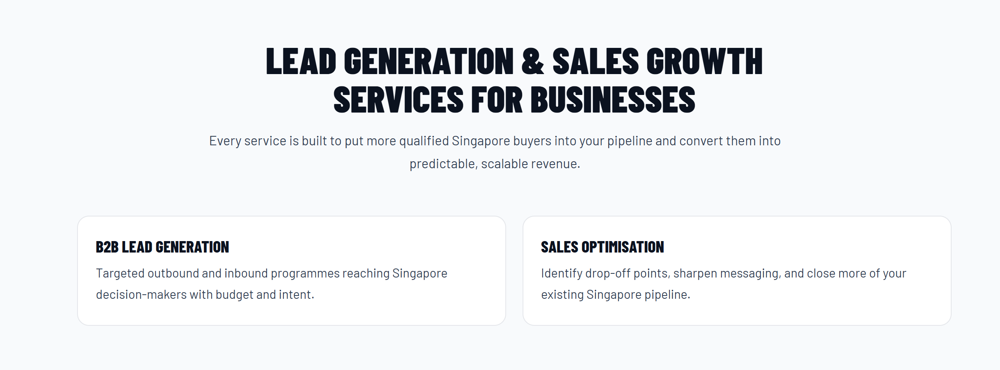 LEAD GENERATION & SALES GROWTH
SERVICES FOR BUSINESSES
Every service is built to put more qualified Singapore buyers into your pipeline and convert them into
predictable, scalable revenue.
B2B LEAD GENERATION
Targeted outbound and inbound programmes reaching Singapore
decision-makers with budget and intent.
SALES OPTIMISATION
Identify drop-off points, sharpen messaging, and close more of your
existing Singapore pipeline.